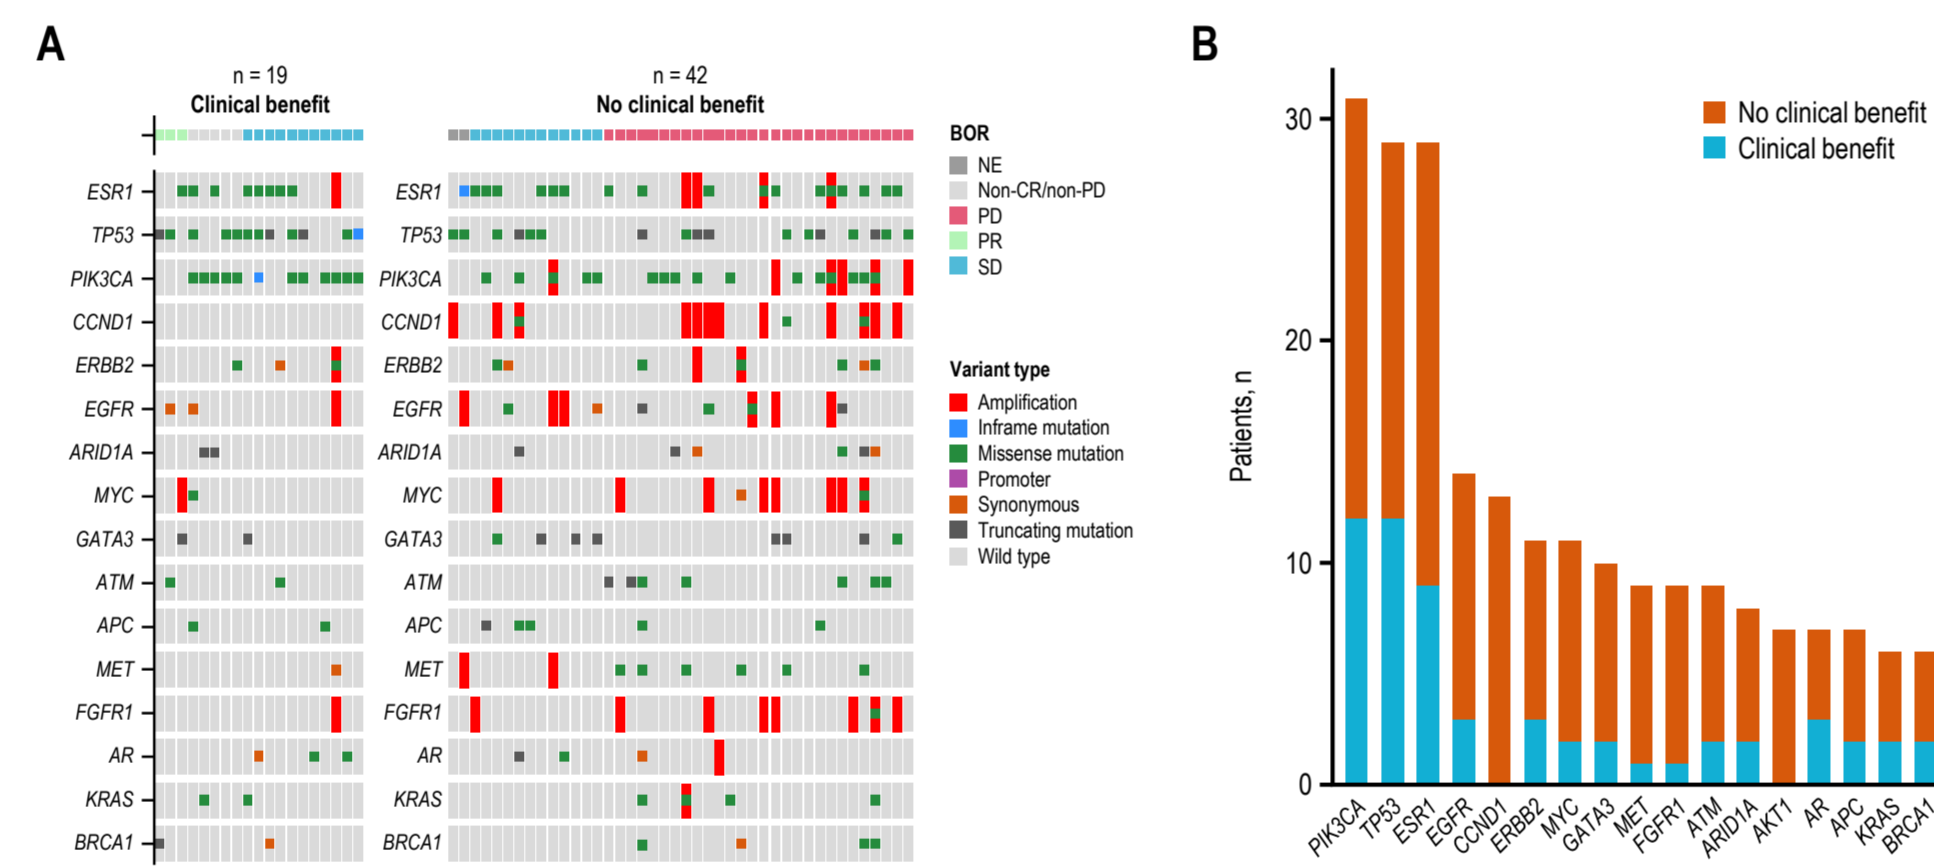 A
n = 19
Clinical benefit
n = 42
No clinical benefit
ESR1
TP53
PIK3CA
CCND1
ERBB2
EGFR
ARID1A
MYC
GATA3
ATM
APC
MET
FGFR1
AR
KRAS
BRCA1
ESR1
TP53
PIK3CA
CCND1
ERBB2
EGFR
ARID1A
MYC
GATA3
ATM
APC
MET
FGFR1
AR
KRAS
BRCA1
BOR
NE
Non-CR/non-PD
PD
PR
SD
Variant type
Amplification
Inframe mutation
Missense mutation
Promoter
Synonymous
Truncating mutation
Wild type
B
No clinical benefit
Clinical benefit
Patients, n
30
20
10
0
PIK3CA
TP53
ESR1
EGFR
CCND1
ERBB2
MYC
GATA3
MET
FGFR1
ATM
ARID1A
AKT1
AR
APC
KRAS
BRCA1